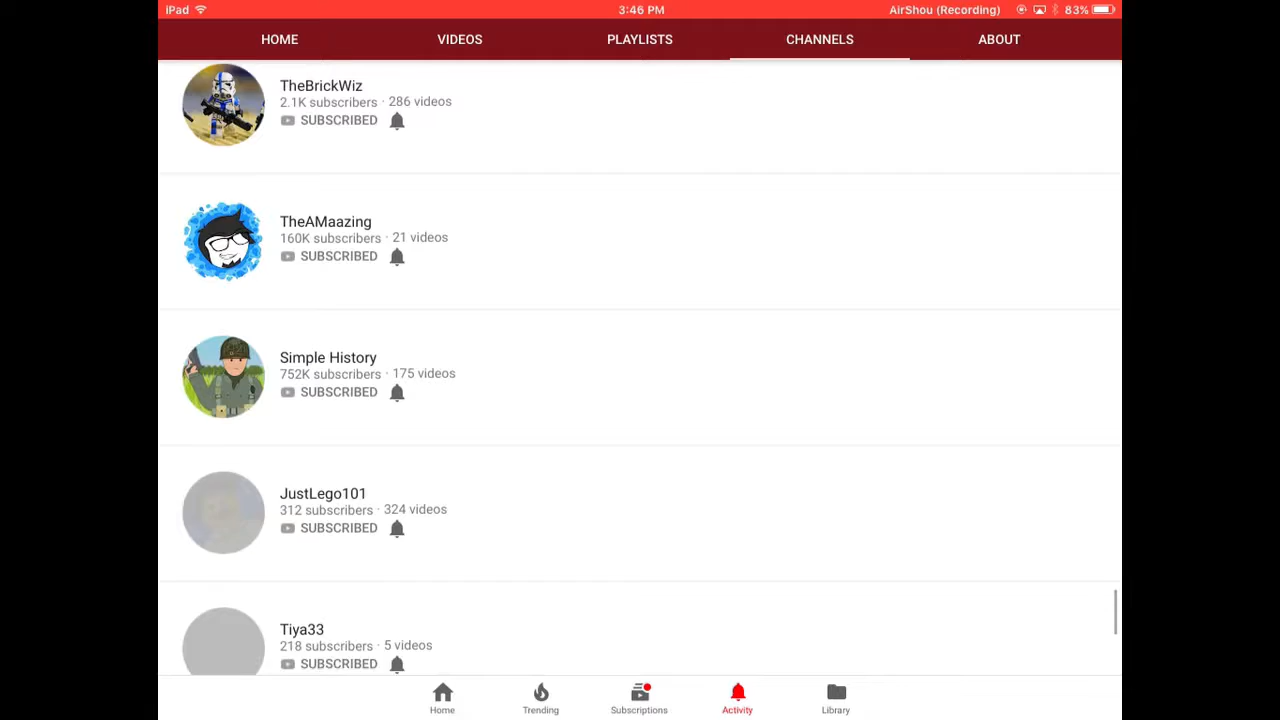 iPad 3:46 PM AirShou (Recording) 83%
HOME VIDEOS PLAYLISTS CHANNELS ABOUT
TheBrickWiz
2.1K subscribers · 286 videos
SUBSCRIBED
TheAMaazing
160K subscribers · 21 videos
SUBSCRIBED
Simple History
752K subscribers · 175 videos
SUBSCRIBED
JustLego101
312 subscribers · 324 videos
SUBSCRIBED
Tiya33
218 subscribers · 5 videos
SUBSCRIBED
Home Trending Subscriptions Activity Library